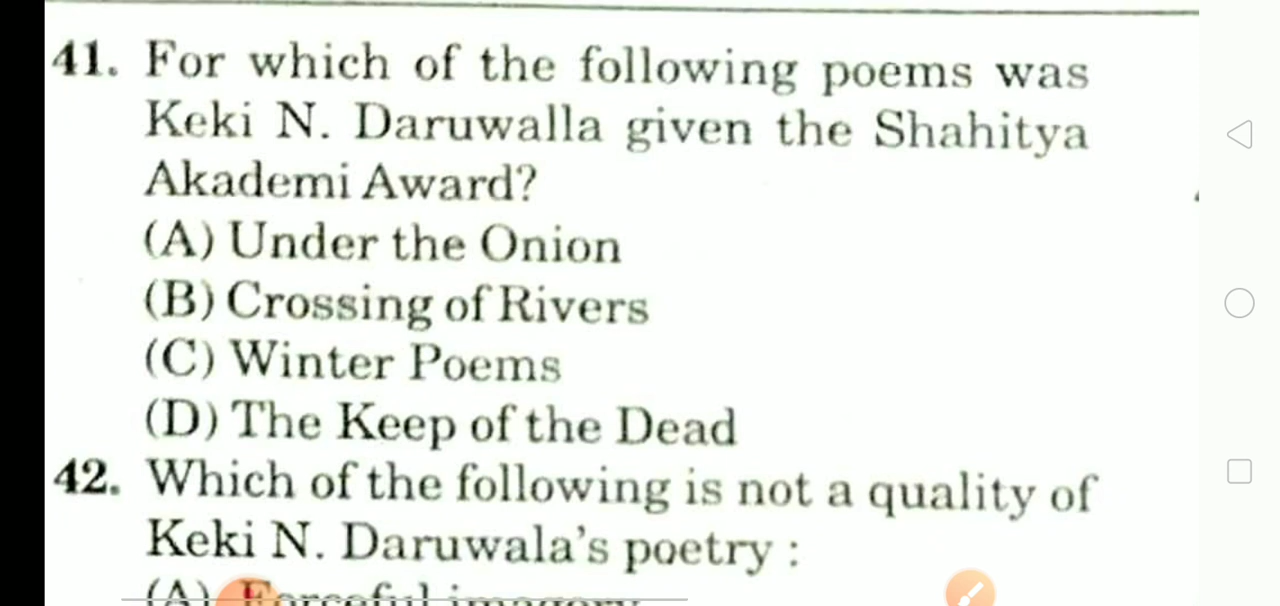 41. For which of the following poems was
Keki N. Daruwalla given the Shahitya
Akademi Award?
(A) Under the Onion
(B) Crossing of Rivers
(C) Winter Poems
(D) The Keep of the Dead
42. Which of the following is not a quality of
Keki N. Daruwala's poetry :
(A) Forceful imagery